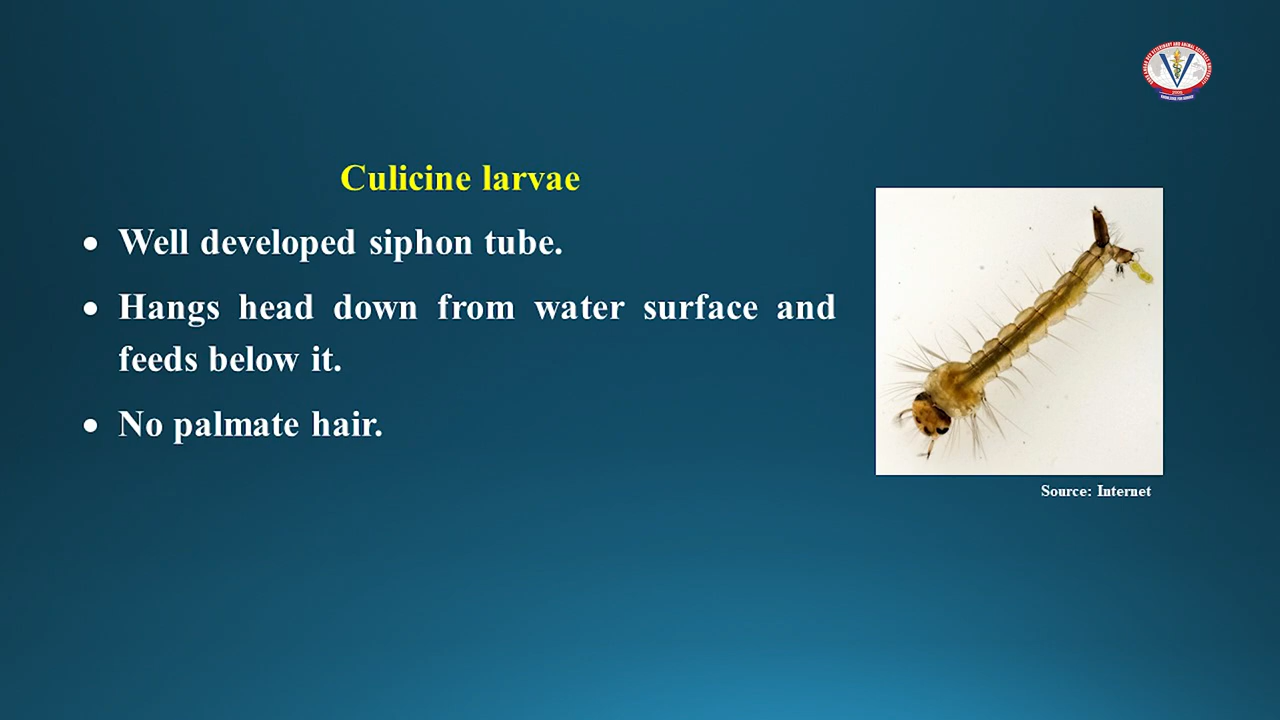 Culicine larvae
• Well developed siphon tube.
• Hangs head down from water surface and
feeds below it.
• No palmate hair.
Source: Internet